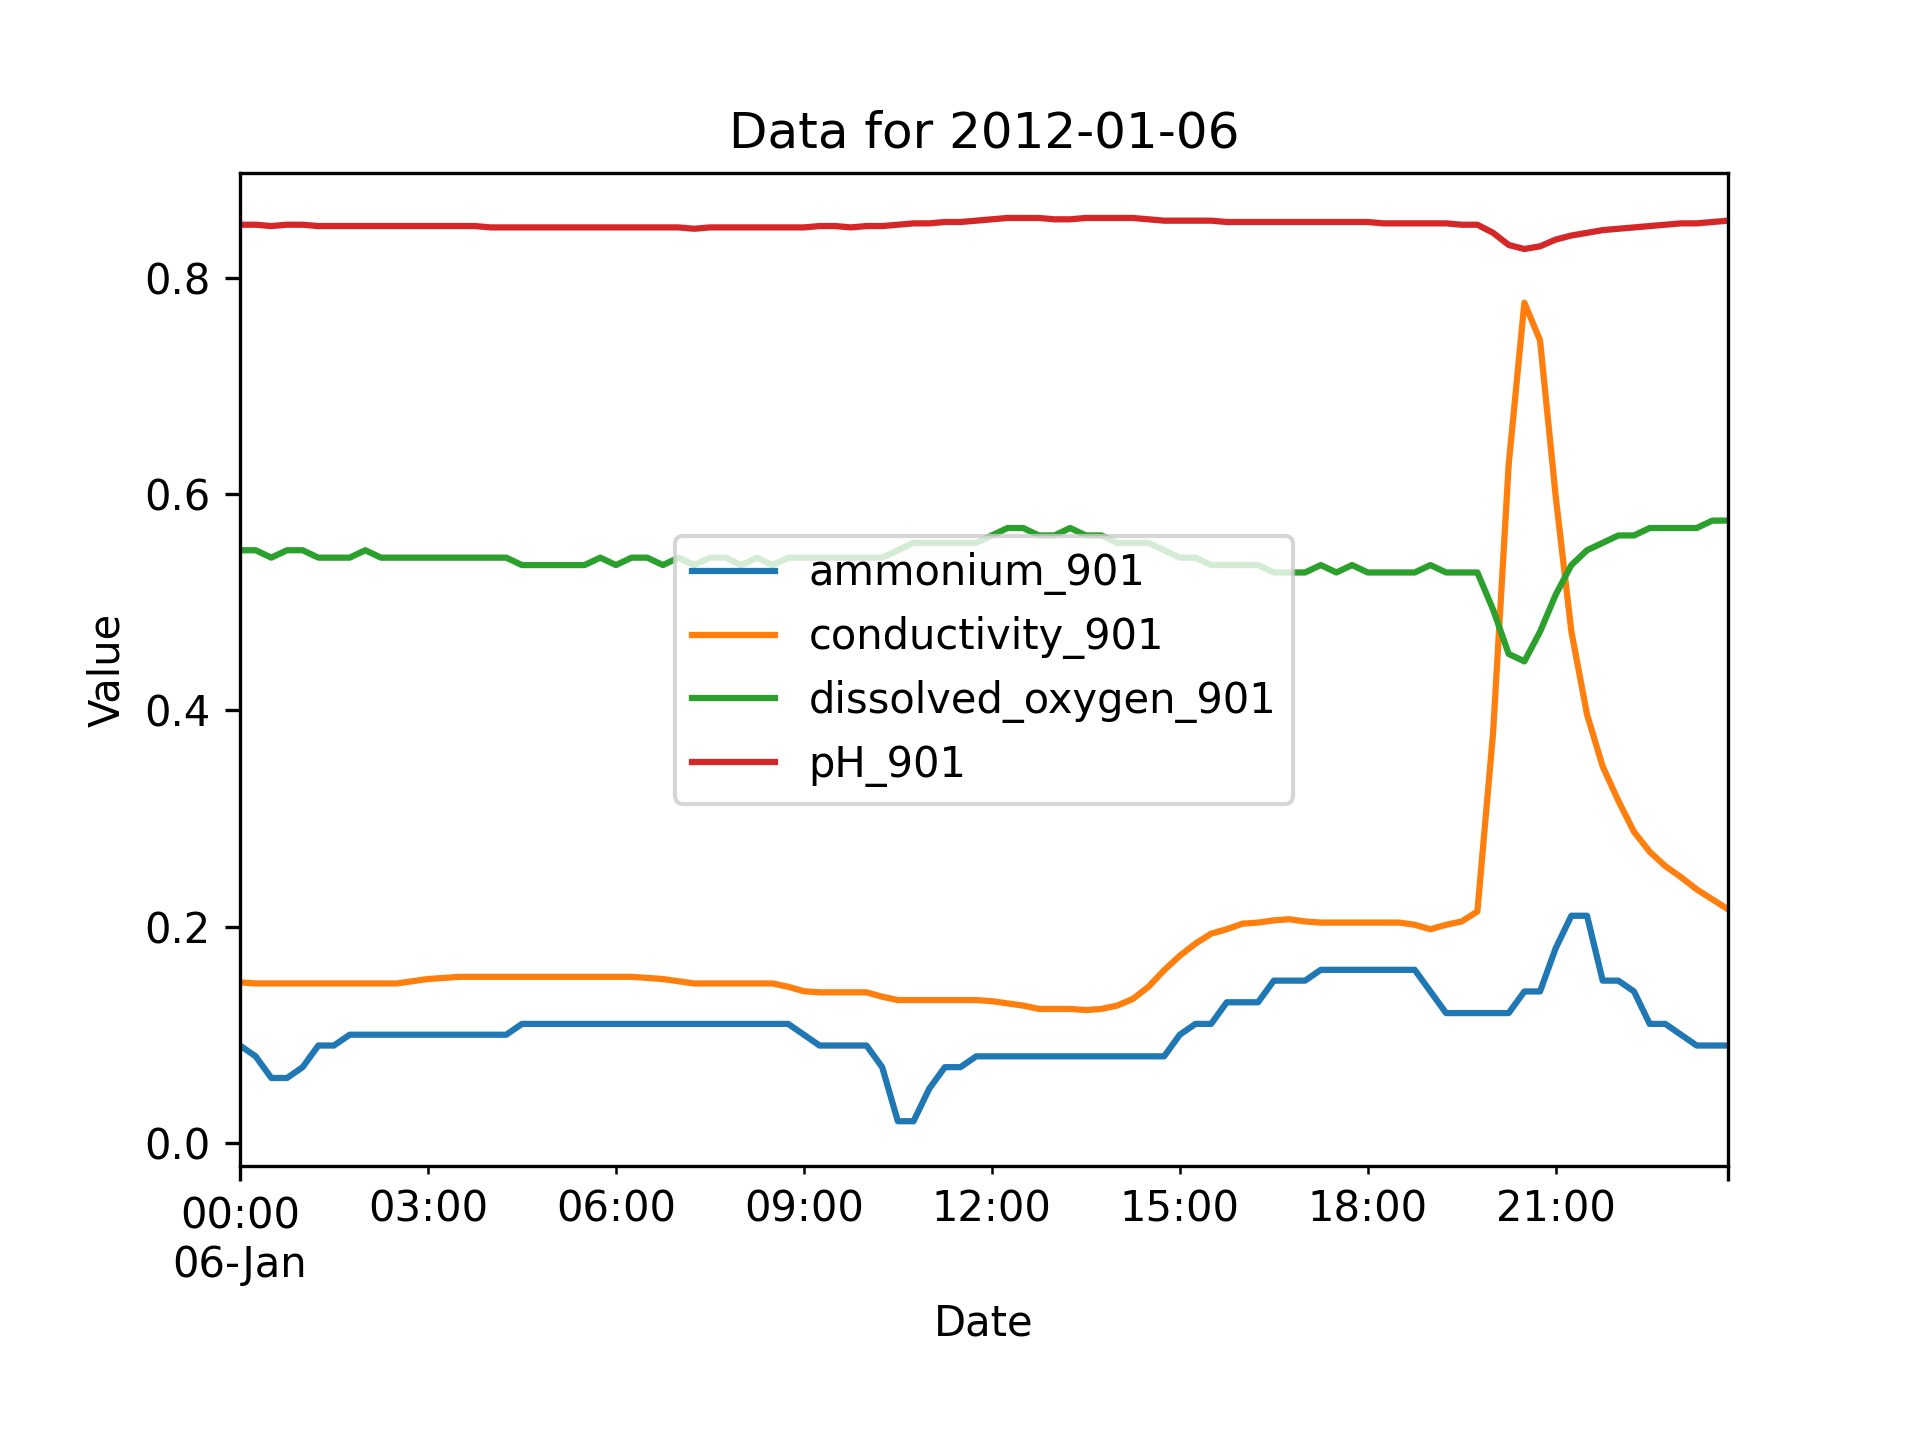 Data for 2012-01-06
Value
0.8
0.6
0.4
0.2
0.0
ammonium_901
conductivity_901
dissolved_oxygen_901
pH_901
00:00 03:00 06:00 09:00 12:00 15:00 18:00 21:00
06-Jan
Date